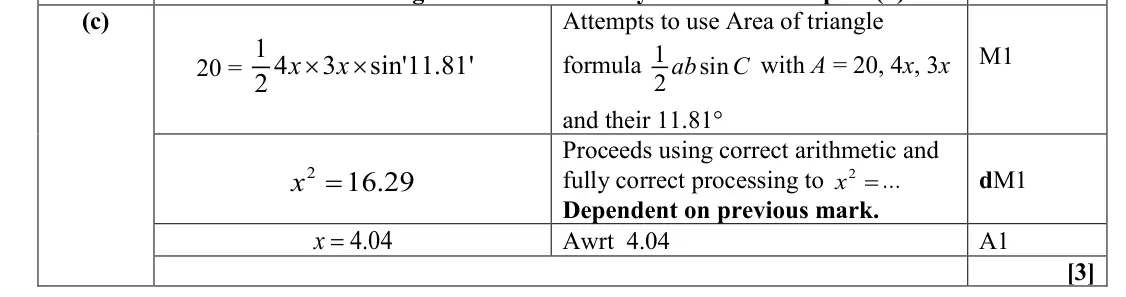 (c)
20 = 1/2 4x × 3x × sin'11.81'
Attempts to use Area of triangle
formula 1/2 ab sin C with A = 20, 4x, 3x
and their 11.81°
M1
x² = 16.29
Proceeds using correct arithmetic and
fully correct processing to x² = ...
Dependent on previous mark.
dM1
x = 4.04
Awrt 4.04
A1
[3]